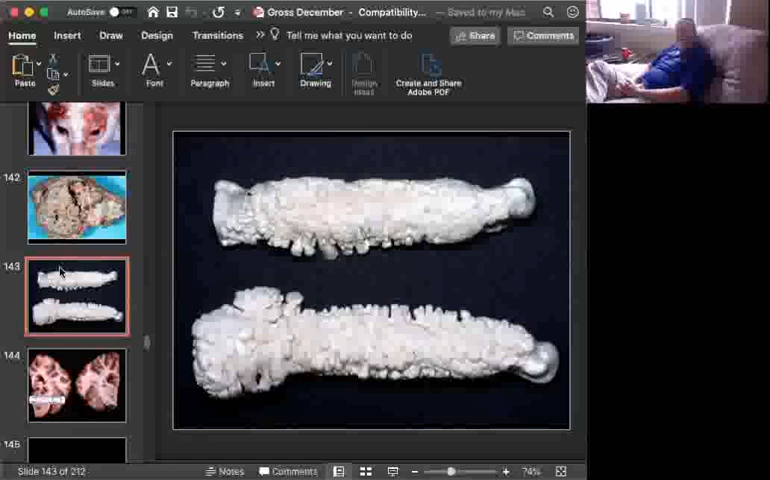 AutoSave OFF Gross December - Compatibility... — Saved to my Mac
Home Insert Draw Design Transitions Tell me what you want to do Share Comments
Paste Slides Font Paragraph Insert Drawing Design Ideas Create and Share Adobe PDF
142
143
144
145
Slide 143 of 212 Notes Comments 74%